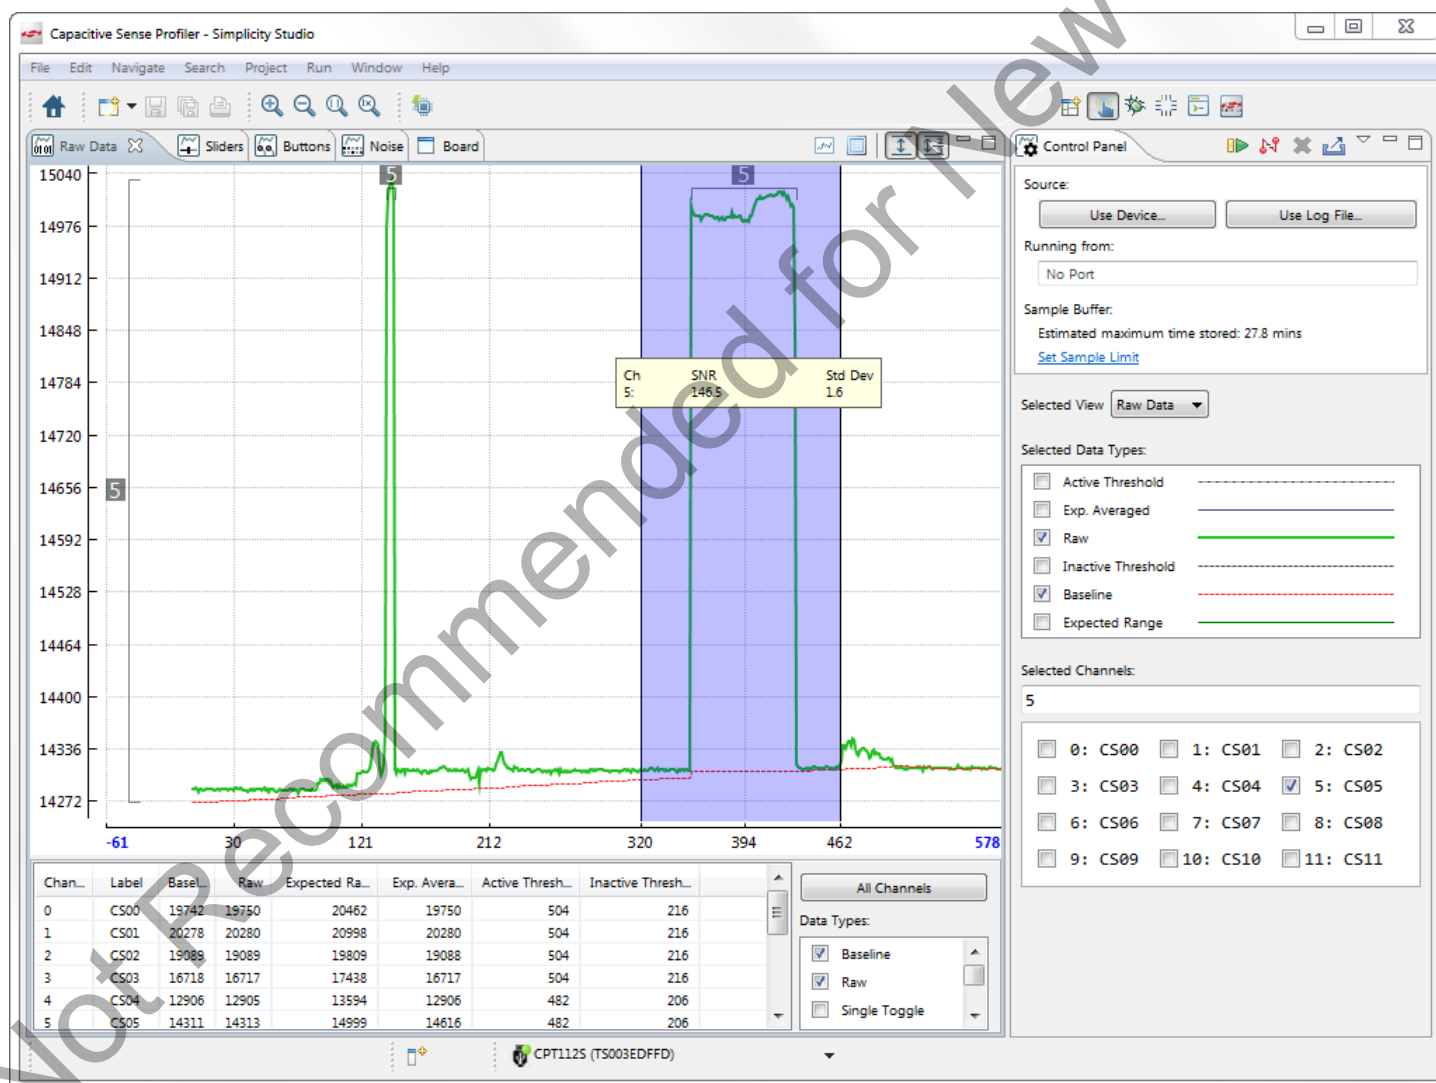 Capacitive Sense Profiler - Simplicity Studio
File Edit Navigate Search Project Run Window Help
Raw Data Sliders Buttons Noise Board
Control Panel
15040
14976
14912
14848
14784
14720
14656
14592
14528
14464
14400
14336
14272
5
5
5
Ch SNR Std Dev
5: 146.5 1.6
-61 30 121 212 320 394 462 578
Source:
Use Device... Use Log File...
Running from:
No Port
Sample Buffer:
Estimated maximum time stored: 27.8 mins
Set Sample Limit
Selected View Raw Data
Selected Data Types:
Active Threshold
Exp. Averaged
Raw
Inactive Threshold
Baseline
Expected Range
Selected Channels:
5
0: CS00 1: CS01 2: CS02
3: CS03 4: CS04 5: CS05
6: CS06 7: CS07 8: CS08
9: CS09 10: CS10 11: CS11
Chan... Label Basel... Raw Expected Ra... Exp. Avera... Active Thresh... Inactive Thresh...
0 CS00 19742 19750 20462 19750 504 216
1 CS01 20278 20280 20998 20280 504 216
2 CS02 19089 19089 19809 19088 504 216
3 CS03 16718 16717 17438 16717 504 216
4 CS04 12906 12905 13594 12906 482 206
5 CS05 14311 14313 14999 14616 482 206
All Channels
Data Types:
Baseline
Raw
Single Toggle
CPT112S (TS003EDFFD)
Not Recommended for New